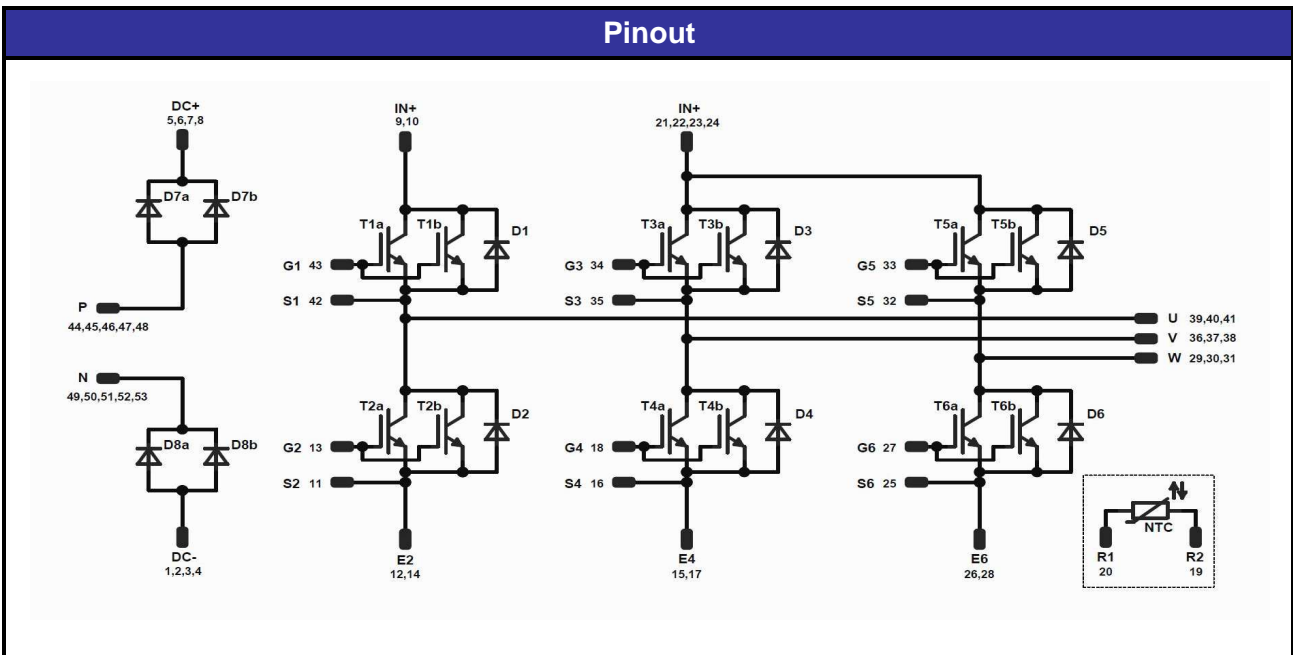 Pinout
DC+
5,6,7,8
IN+
9,10
IN+
21,22,23,24
D7a
D7b
T1a
T1b
D1
T3a
T3b
D3
T5a
T5b
D5
G1 43
G3 34
G5 33
S1 42
S3 35
S5 32
P
44,45,46,47,48
U 39,40,41
V 36,37,38
W 29,30,31
N
49,50,51,52,53
T2a
T2b
D2
T4a
T4b
D4
T6a
T6b
D6
D8a
D8b
G2 13
G4 18
G6 27
S2 11
S4 16
S6 25
NTC
DC-
1,2,3,4
E2
12,14
E4
15,17
E6
26,28
R1
20
R2
19